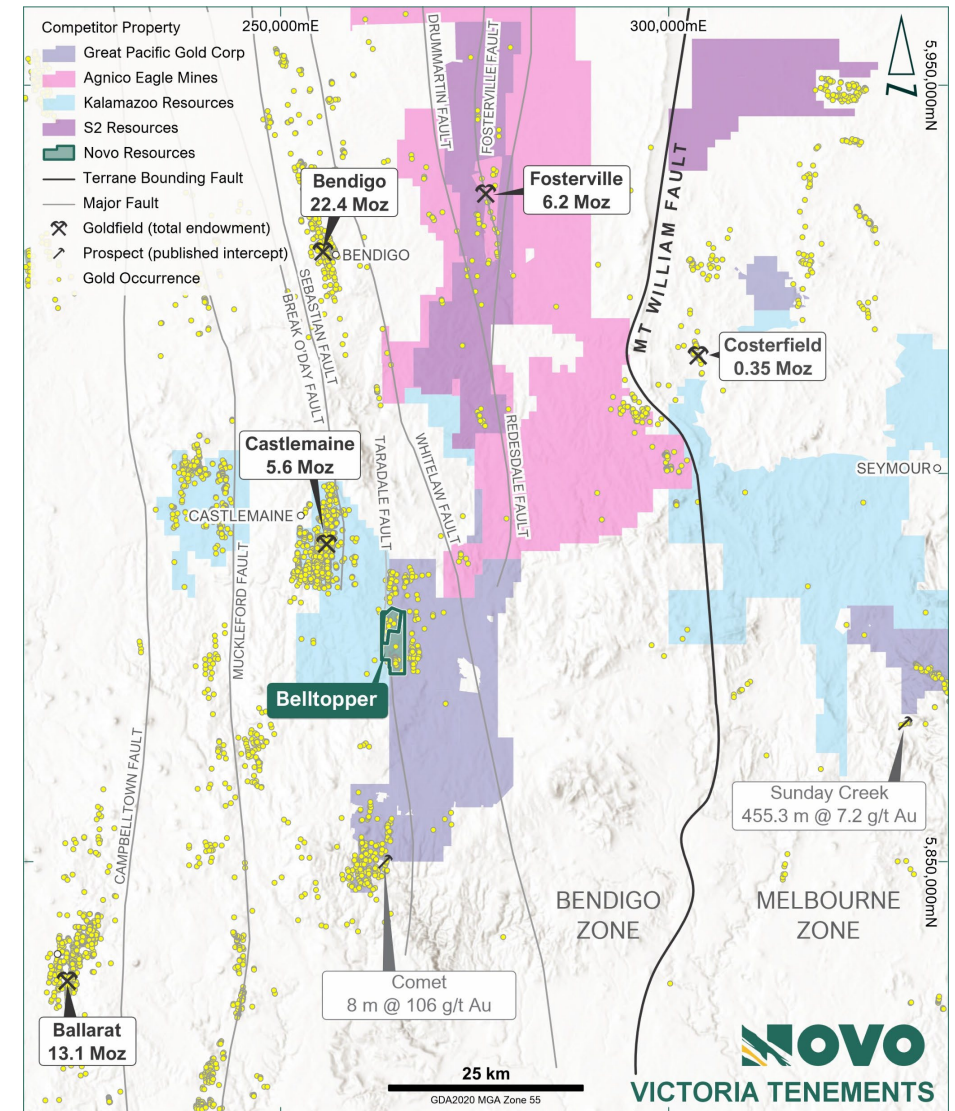 250,000mE
300,000mE
5,950,000mN
5,850,000mN
Competitor Property
Great Pacific Gold Corp
Agnico Eagle Mines
Kalamazoo Resources
S2 Resources
Novo Resources
Terrane Bounding Fault
Major Fault
Goldfield (total endowment)
Prospect (published intercept)
Gold Occurrence
N
DRUMMARTIN FAULT
FOSTERVILLE FAULT
Bendigo
22.4 Moz
Fosterville
6.2 Moz
BENDIGO
MT WILLIAM FAULT
SEBASTIAN FAULT
BREAK O'DAY FAULT
Costerfield
0.35 Moz
Castlemaine
5.6 Moz
TARADALE FAULT
WHITELAW FAULT
REDESDALE FAULT
SEYMOUR
CASTLEMAINE
MUCKLEFORD FAULT
Belltopper
CAMPBELLTOWN FAULT
Sunday Creek
455.3 m @ 7.2 g/t Au
BENDIGO
ZONE
MELBOURNE
ZONE
Comet
8 m @ 106 g/t Au
Ballarat
13.1 Moz
25 km
GDA2020 MGA Zone 55
NOVO
VICTORIA TENEMENTS